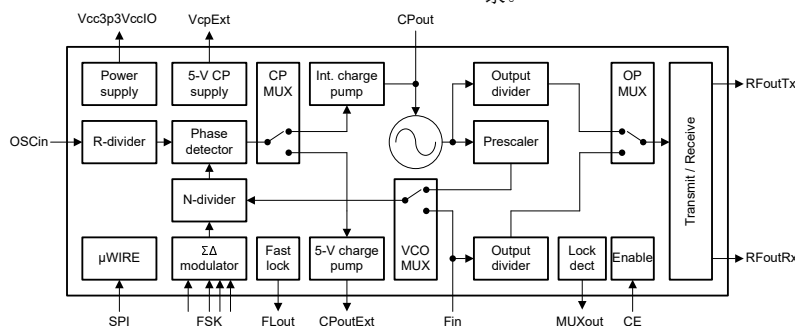 求。
Vcc3p3VccIO
VcpExt
CPout
Power
supply
5-V CP
supply
CP
MUX
Int. charge
pump
Output
divider
OP
MUX
RFoutTx
OSCin
R-divider
Phase
detector
Prescaler
Transmit / Receive
N-divider
µWIRE
ΣΔ
modulator
Fast
lock
5-V charge
pump
VCO
MUX
Output
divider
Lock
dect
Enable
RFoutRx
SPI
FSK
FLout
CPoutExt
Fin
MUXout
CE